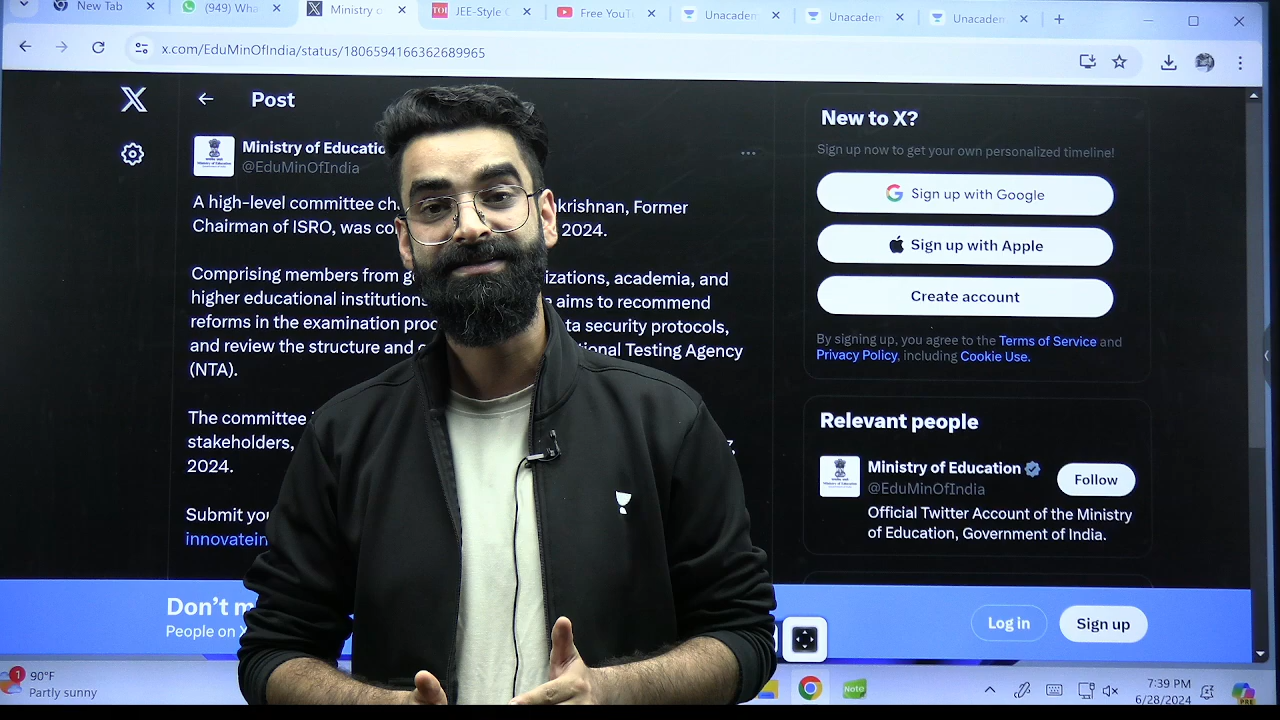 New Tab
(949) Wha
Ministry o
TOI JEE-Style
Free YouT
Unacadem
Unacadem
Unacadem
x.com/EduMinOfIndia/status/1806594166362689965
Post
Ministry of Educatio
@EduMinOfIndia
A high-level committee ch krishnan, Former
Chairman of ISRO, was co 2024.
Comprising members from go izations, academia, and
higher educational institutions aims to recommend
reforms in the examination proc ta security protocols,
and review the structure and ional Testing Agency
(NTA).
The committee
stakeholders,
2024.
Submit you
innovatein
New to X?
Sign up now to get your own personalized timeline!
Sign up with Google
Sign up with Apple
Create account
By signing up, you agree to the Terms of Service and
Privacy Policy, including Cookie Use.
Relevant people
Ministry of Education
@EduMinOfIndia
Follow
Official Twitter Account of the Ministry
of Education, Government of India.
Don't m
People on X
Log in
Sign up
1
90°F
Partly sunny
Note
7:39 PM
6/28/2024
PRE